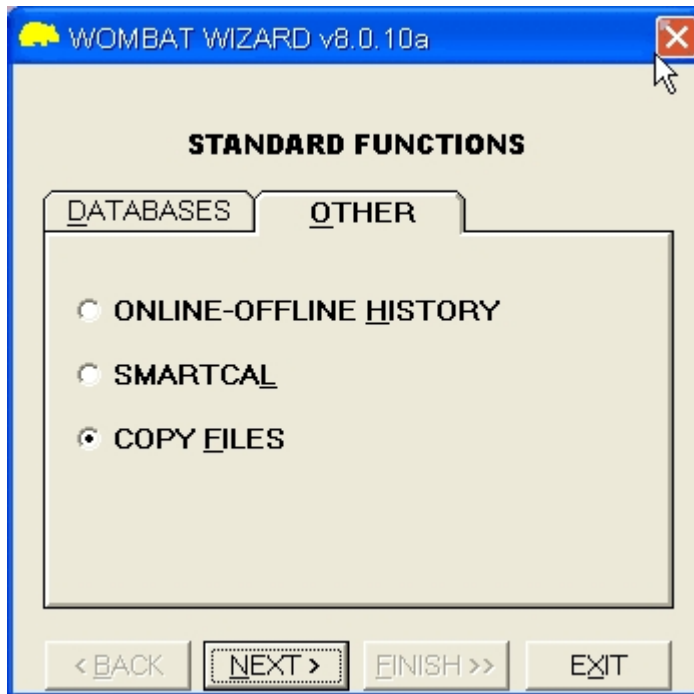 WOMBAT WIZARD v8.0.10a
STANDARD FUNCTIONS
DATABASES OTHER
ONLINE-OFFLINE HISTORY
SMARTCAL
COPY FILES
< BACK NEXT > FINISH >> EXIT